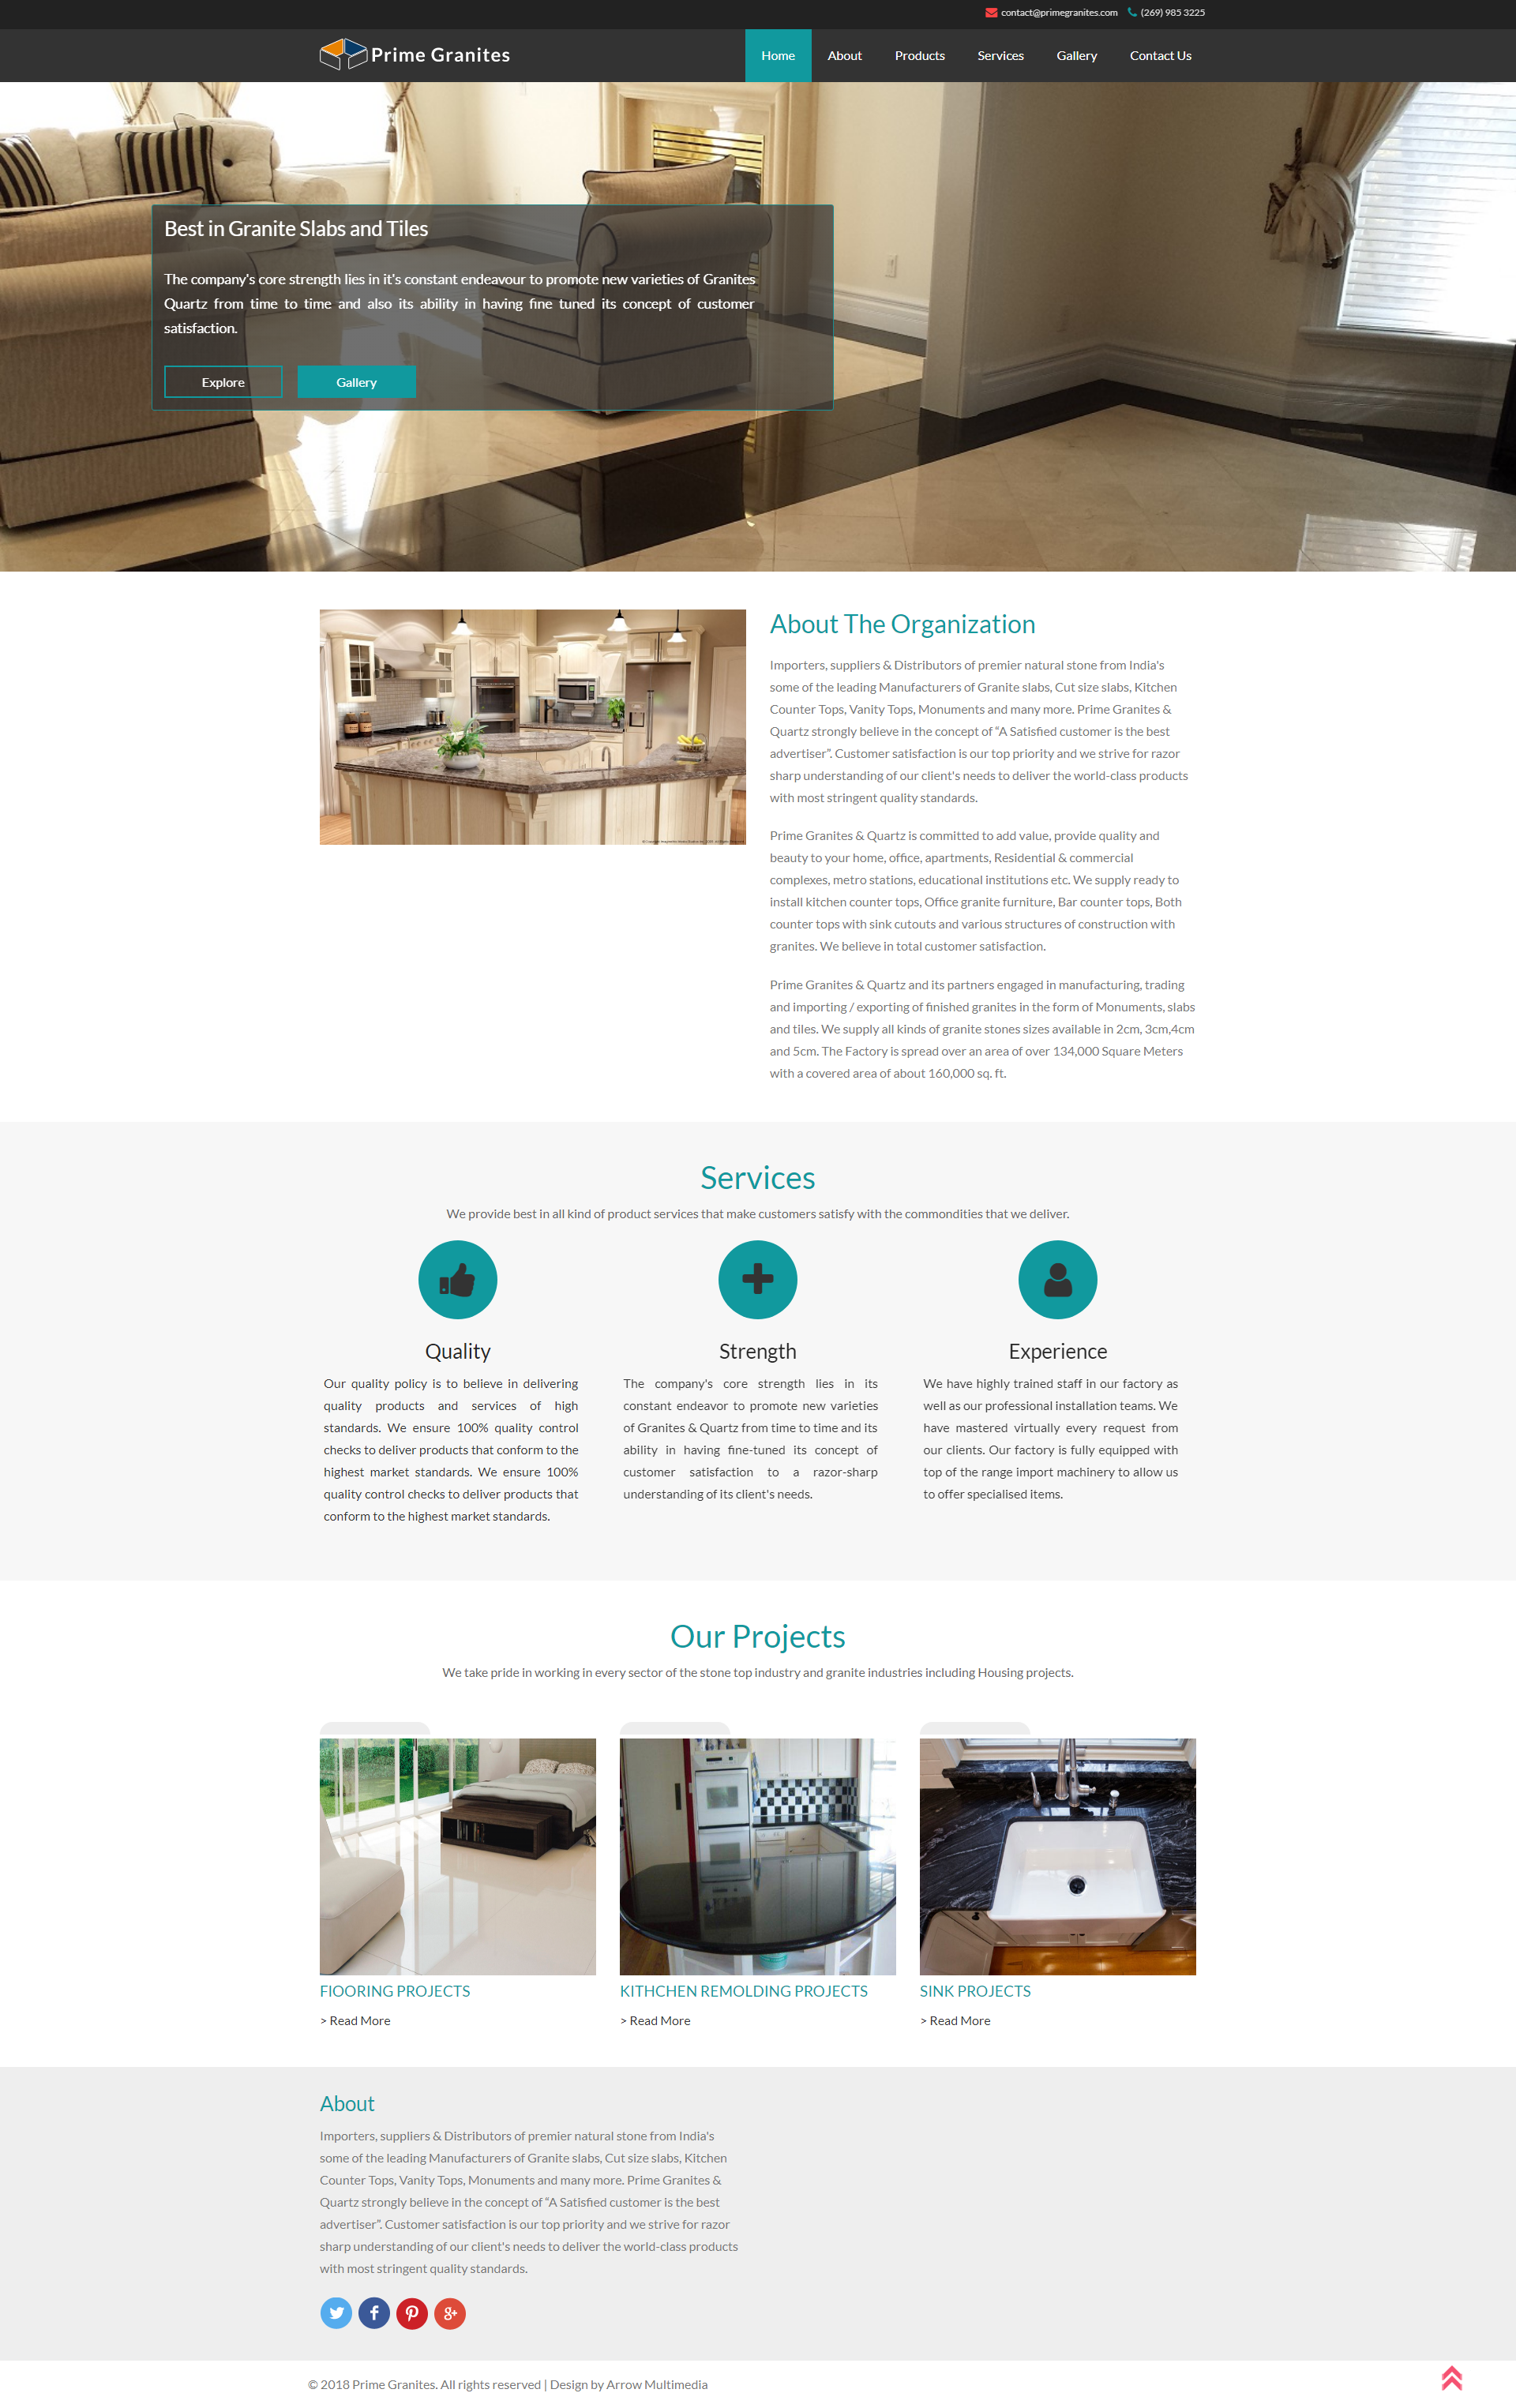 contact@primegranites.com (269) 985 3225
Prime Granites
Home About Products Services Gallery Contact Us
Best in Granite Slabs and Tiles
The company's core strength lies in it's constant endeavour to promote new varieties of Granites
Quartz from time to time and also its ability in having fine tuned its concept of customer
satisfaction.
Explore Gallery
About The Organization
Importers, suppliers & Distributors of premier natural stone from India's
some of the leading Manufacturers of Granite slabs, Cut size slabs, Kitchen
Counter Tops, Vanity Tops, Monuments and many more. Prime Granites &
Quartz strongly believe in the concept of “A Satisfied customer is the best
advertiser”. Customer satisfaction is our top priority and we strive for razor
sharp understanding of our client's needs to deliver the world-class products
with most stringent quality standards.
Prime Granites & Quartz is committed to add value, provide quality and
beauty to your home, office, apartments, Residential & commercial
complexes, metro stations, educational institutions etc. We supply ready to
install kitchen counter tops, Office granite furniture, Bar counter tops, Both
counter tops with sink cutouts and various structures of construction with
granites. We believe in total customer satisfaction.
Prime Granites & Quartz and its partners engaged in manufacturing, trading
and importing / exporting of finished granites in the form of Monuments, slabs
and tiles. We supply all kinds of granite stones sizes available in 2cm, 3cm,4cm
and 5cm. The Factory is spread over an area of over 134,000 Square Meters
with a covered area of about 160,000 sq. ft.
Services
We provide best in all kind of product services that make customers satisfy with the commondities that we deliver.
Quality
Our quality policy is to believe in delivering
quality products and services of high
standards. We ensure 100% quality control
checks to deliver products that conform to the
highest market standards. We ensure 100%
quality control checks to deliver products that
conform to the highest market standards.
Strength
The company's core strength lies in its
constant endeavor to promote new varieties
of Granites & Quartz from time to time and its
ability in having fine-tuned its concept of
customer satisfaction to a razor-sharp
understanding of its client's needs.
Experience
We have highly trained staff in our factory as
well as our professional installation teams. We
have mastered virtually every request from
our clients. Our factory is fully equipped with
top of the range import machinery to allow us
to offer specialised items.
Our Projects
We take pride in working in every sector of the stone top industry and granite industries including Housing projects.
FlOORING PROJECTS
> Read More
KITHCHEN REMOLDING PROJECTS
> Read More
SINK PROJECTS
> Read More
About
Importers, suppliers & Distributors of premier natural stone from India's
some of the leading Manufacturers of Granite slabs, Cut size slabs, Kitchen
Counter Tops, Vanity Tops, Monuments and many more. Prime Granites &
Quartz strongly believe in the concept of “A Satisfied customer is the best
advertiser”. Customer satisfaction is our top priority and we strive for razor
sharp understanding of our client's needs to deliver the world-class products
with most stringent quality standards.
© 2018 Prime Granites. All rights reserved | Design by Arrow Multimedia